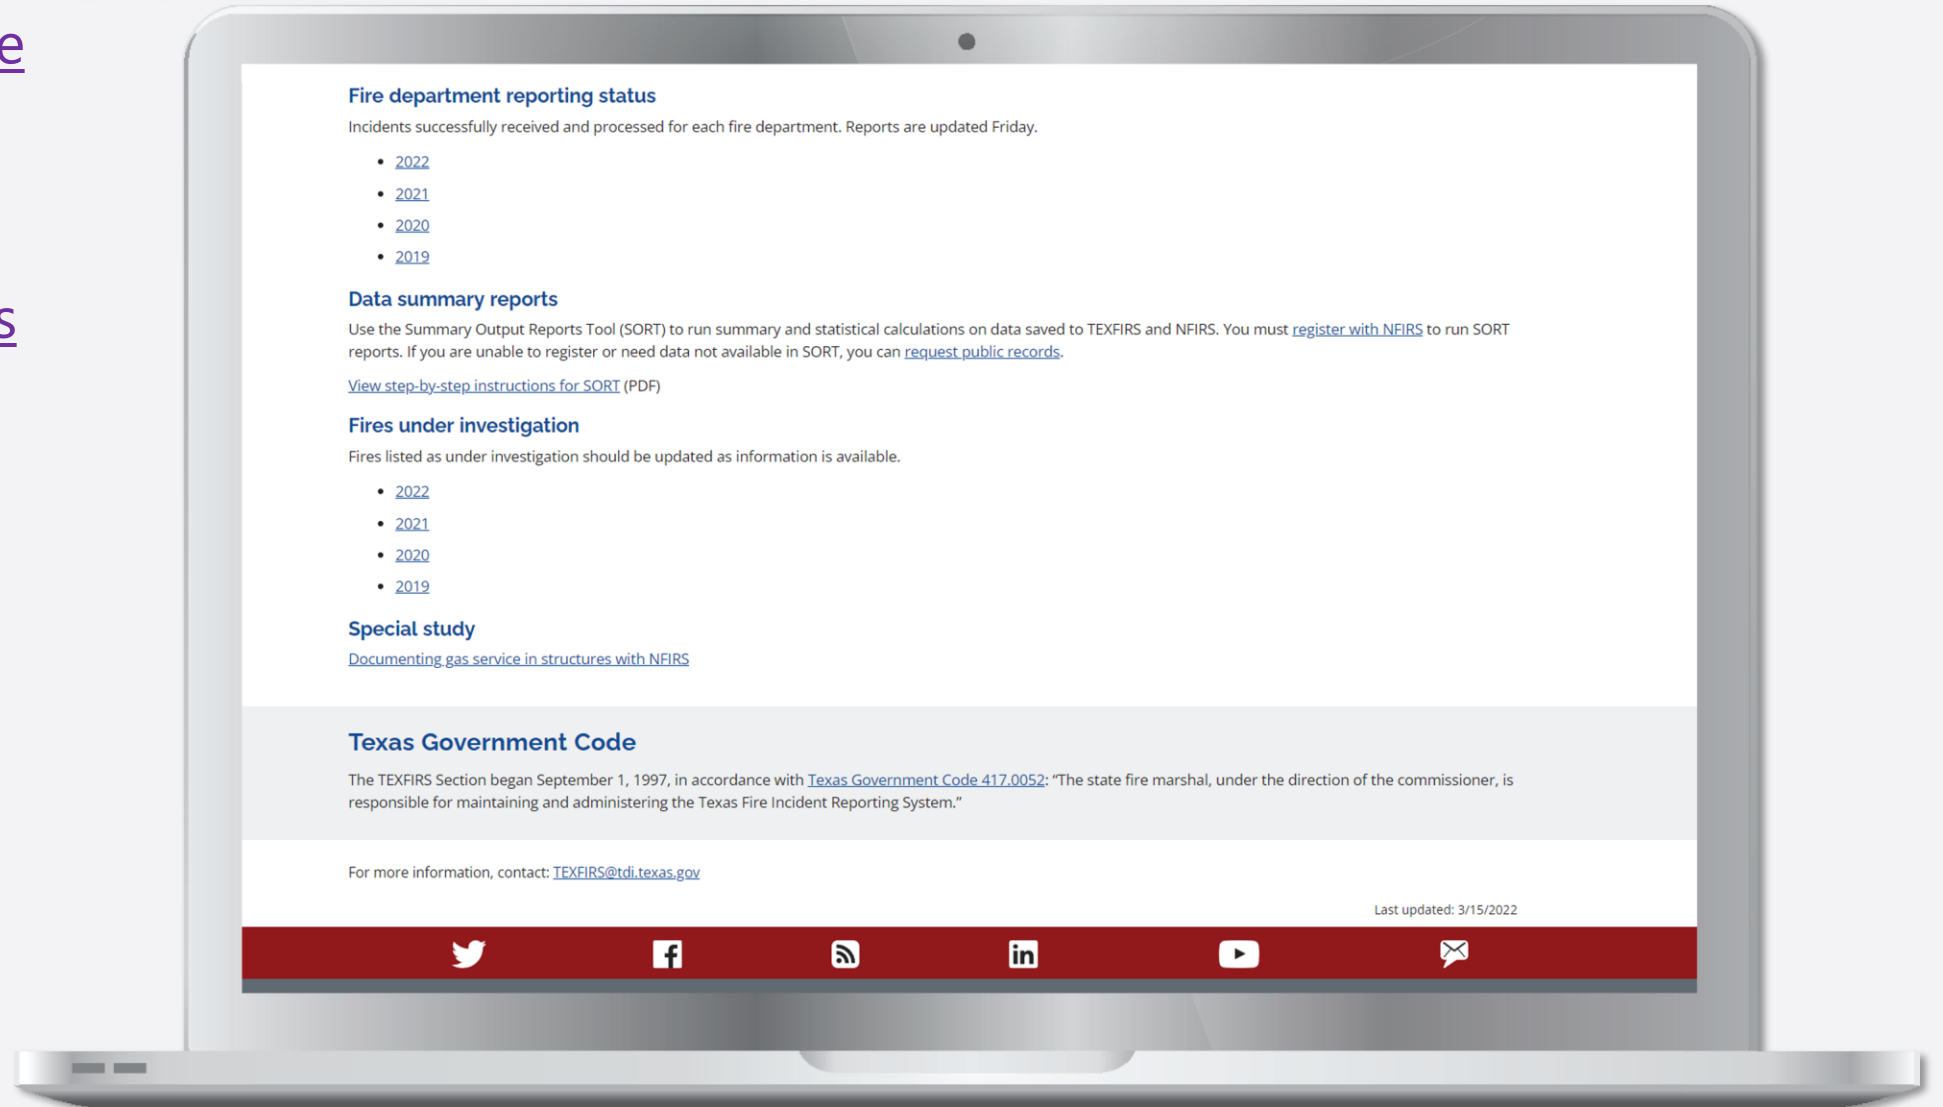 e
s
Fire department reporting status
Incidents successfully received and processed for each fire department. Reports are updated Friday.
• 2022
• 2021
• 2020
• 2019
Data summary reports
Use the Summary Output Reports Tool (SORT) to run summary and statistical calculations on data saved to TEXFIRS and NFIRS. You must register with NFIRS to run SORT
reports. If you are unable to register or need data not available in SORT, you can request public records.
View step-by-step instructions for SORT (PDF)
Fires under investigation
Fires listed as under investigation should be updated as information is available.
• 2022
• 2021
• 2020
• 2019
Special study
Documenting gas service in structures with NFIRS
Texas Government Code
The TEXFIRS Section began September 1, 1997, in accordance with Texas Government Code 417.0052: “The state fire marshal, under the direction of the commissioner, is
responsible for maintaining and administering the Texas Fire Incident Reporting System.”
For more information, contact: TEXFIRS@tdi.texas.gov
Last updated: 3/15/2022